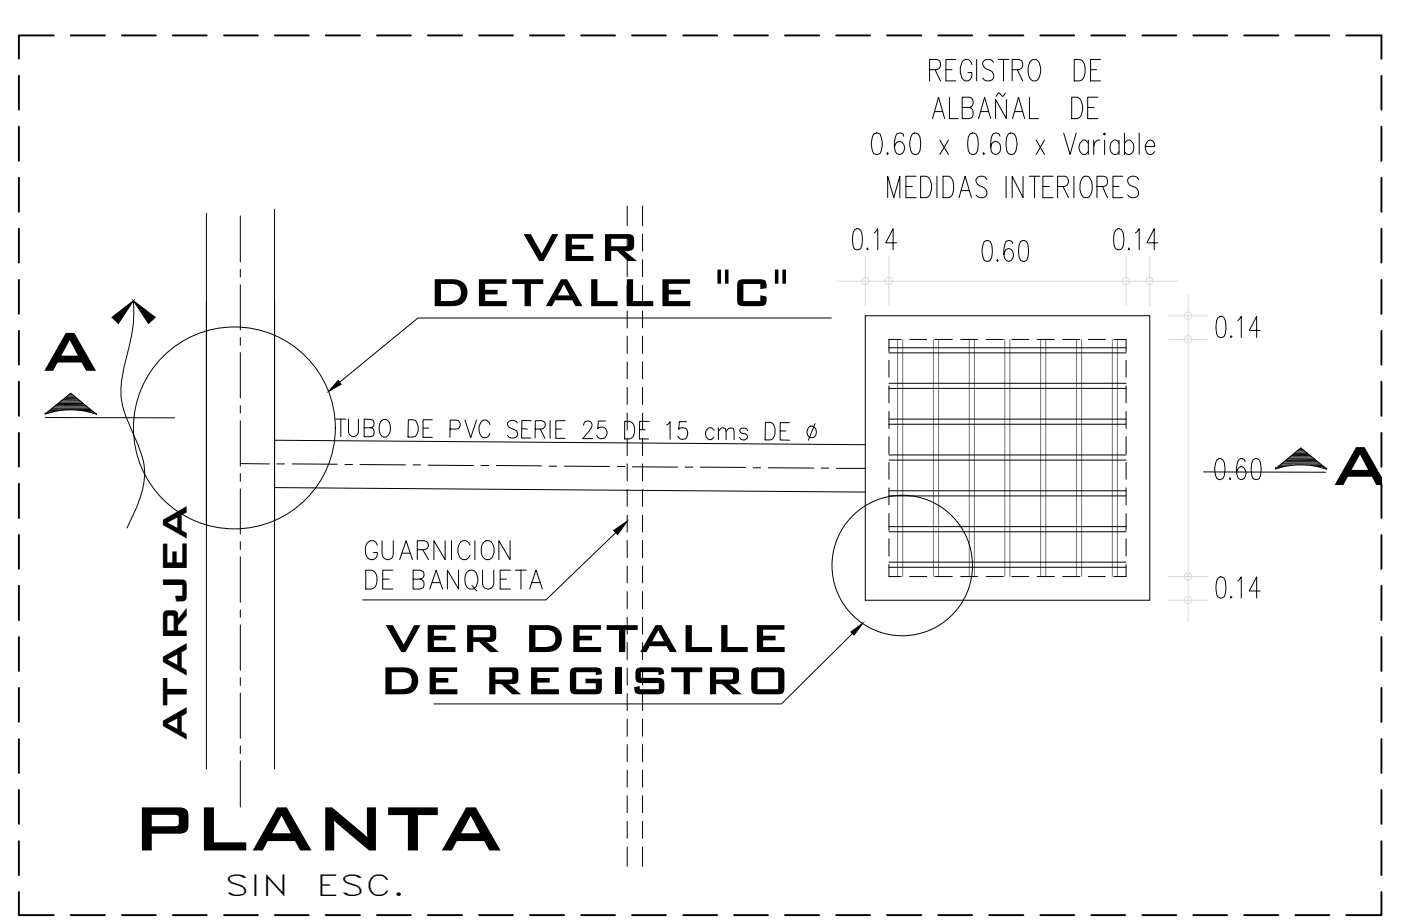 REGISTRO DE
ALBAÑAL DE
0.60 x 0.60 x Variable
MEDIDAS INTERIORES
0.14
0.60
0.14
VER
DETALLE "C"
0.14
A
TUBO DE PVC SERIE 25 DE 15 cms DE ø
0.60
A
ATARJEA
GUARNICION
DE BANQUETA
0.14
VER DETALLE
DE REGISTRO
PLANTA
SIN ESC.